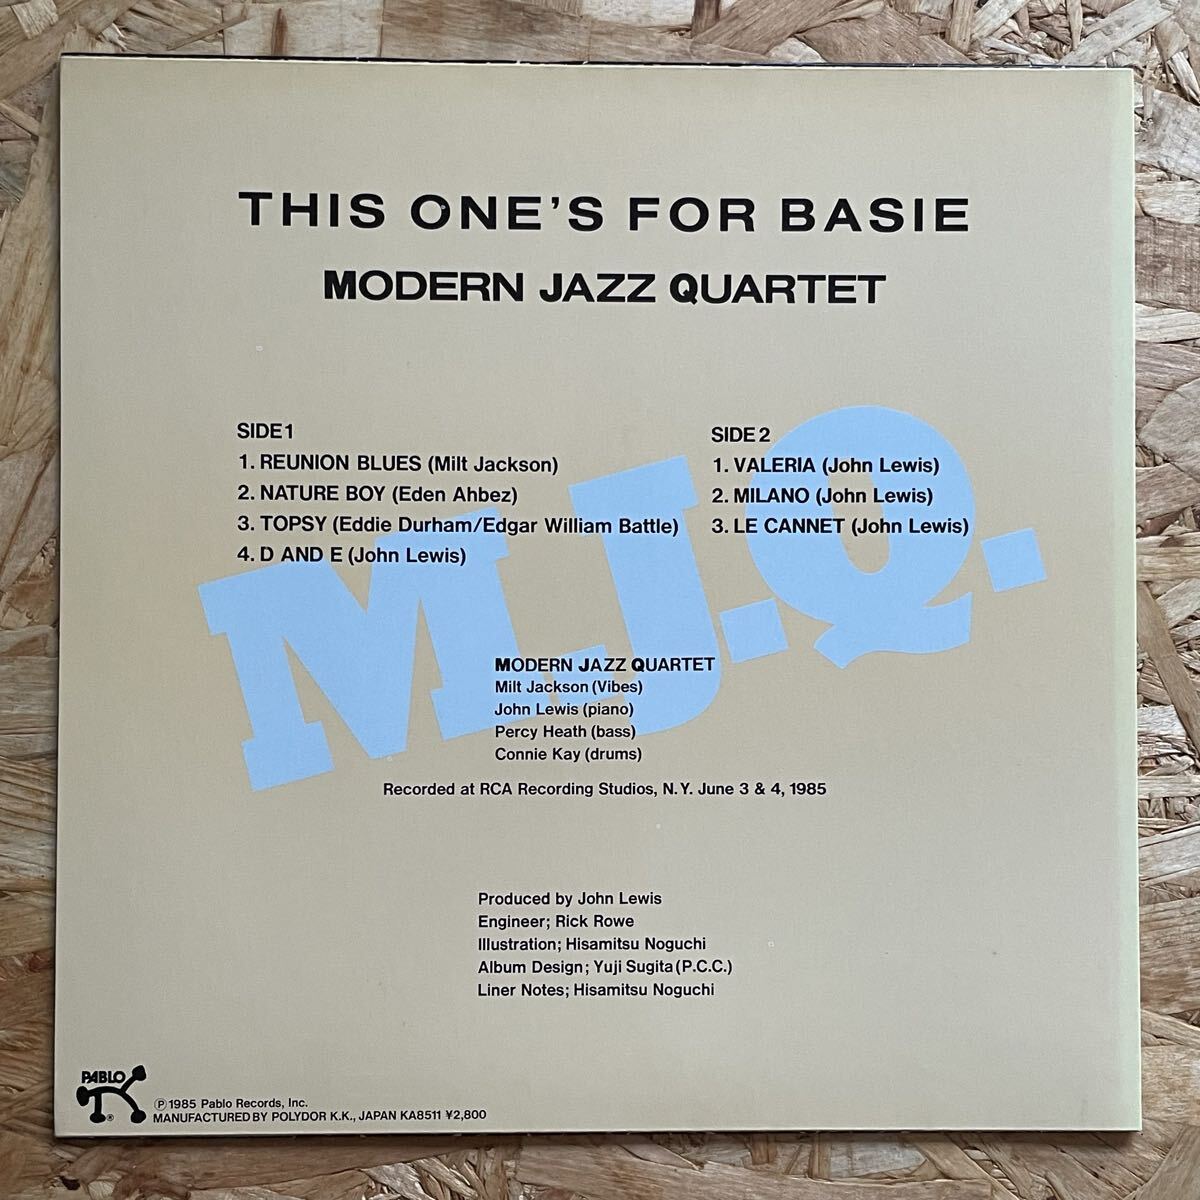 THIS ONE'S FOR BASIE
MODERN JAZZ QUARTET
SIDE 1
1. REUNION BLUES (Milt Jackson)
2. NATURE BOY (Eden Ahbez)
3. TOPSY (Eddie Durham/Edgar William Battle)
4. D AND E (John Lewis)
SIDE 2
1. VALERIA (John Lewis)
2. MILANO (John Lewis)
3. LE CANNET (John Lewis)
M.J.Q.
MODERN JAZZ QUARTET
Milt Jackson (Vibes)
John Lewis (piano)
Percy Heath (bass)
Connie Kay (drums)
Recorded at RCA Recording Studios, N.Y. June 3 & 4, 1985
Produced by John Lewis
Engineer; Rick Rowe
Illustration; Hisamitsu Noguchi
Album Design; Yuji Sugita (P.C.C.)
Liner Notes; Hisamitsu Noguchi
PABLO
®
Ⓟ1985 Pablo Records, Inc.
MANUFACTURED BY POLYDOR K.K., JAPAN KA8511 ¥2,800